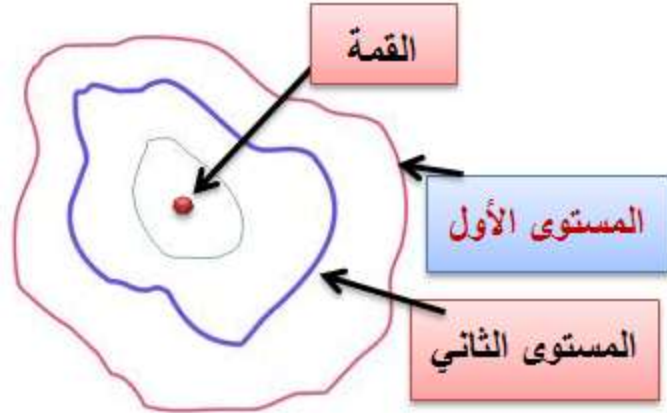 القمة
المستوى الأول
المستوى الثاني